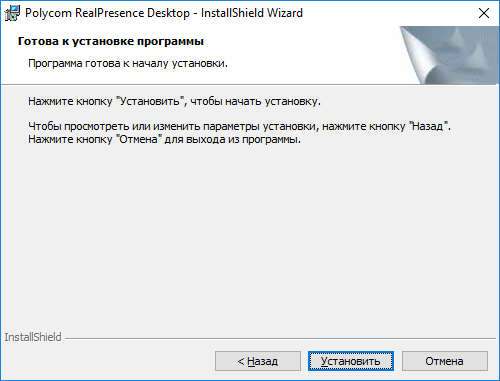 Polycom RealPresence Desktop - InstallShield Wizard
Готова к установке программы
Программа готова к началу установки.
Нажмите кнопку "Установить", чтобы начать установку.
Чтобы просмотреть или изменить параметры установки, нажмите кнопку "Назад".
Нажмите кнопку "Отмена" для выхода из программы.
InstallShield
< Назад
Установить
Отмена